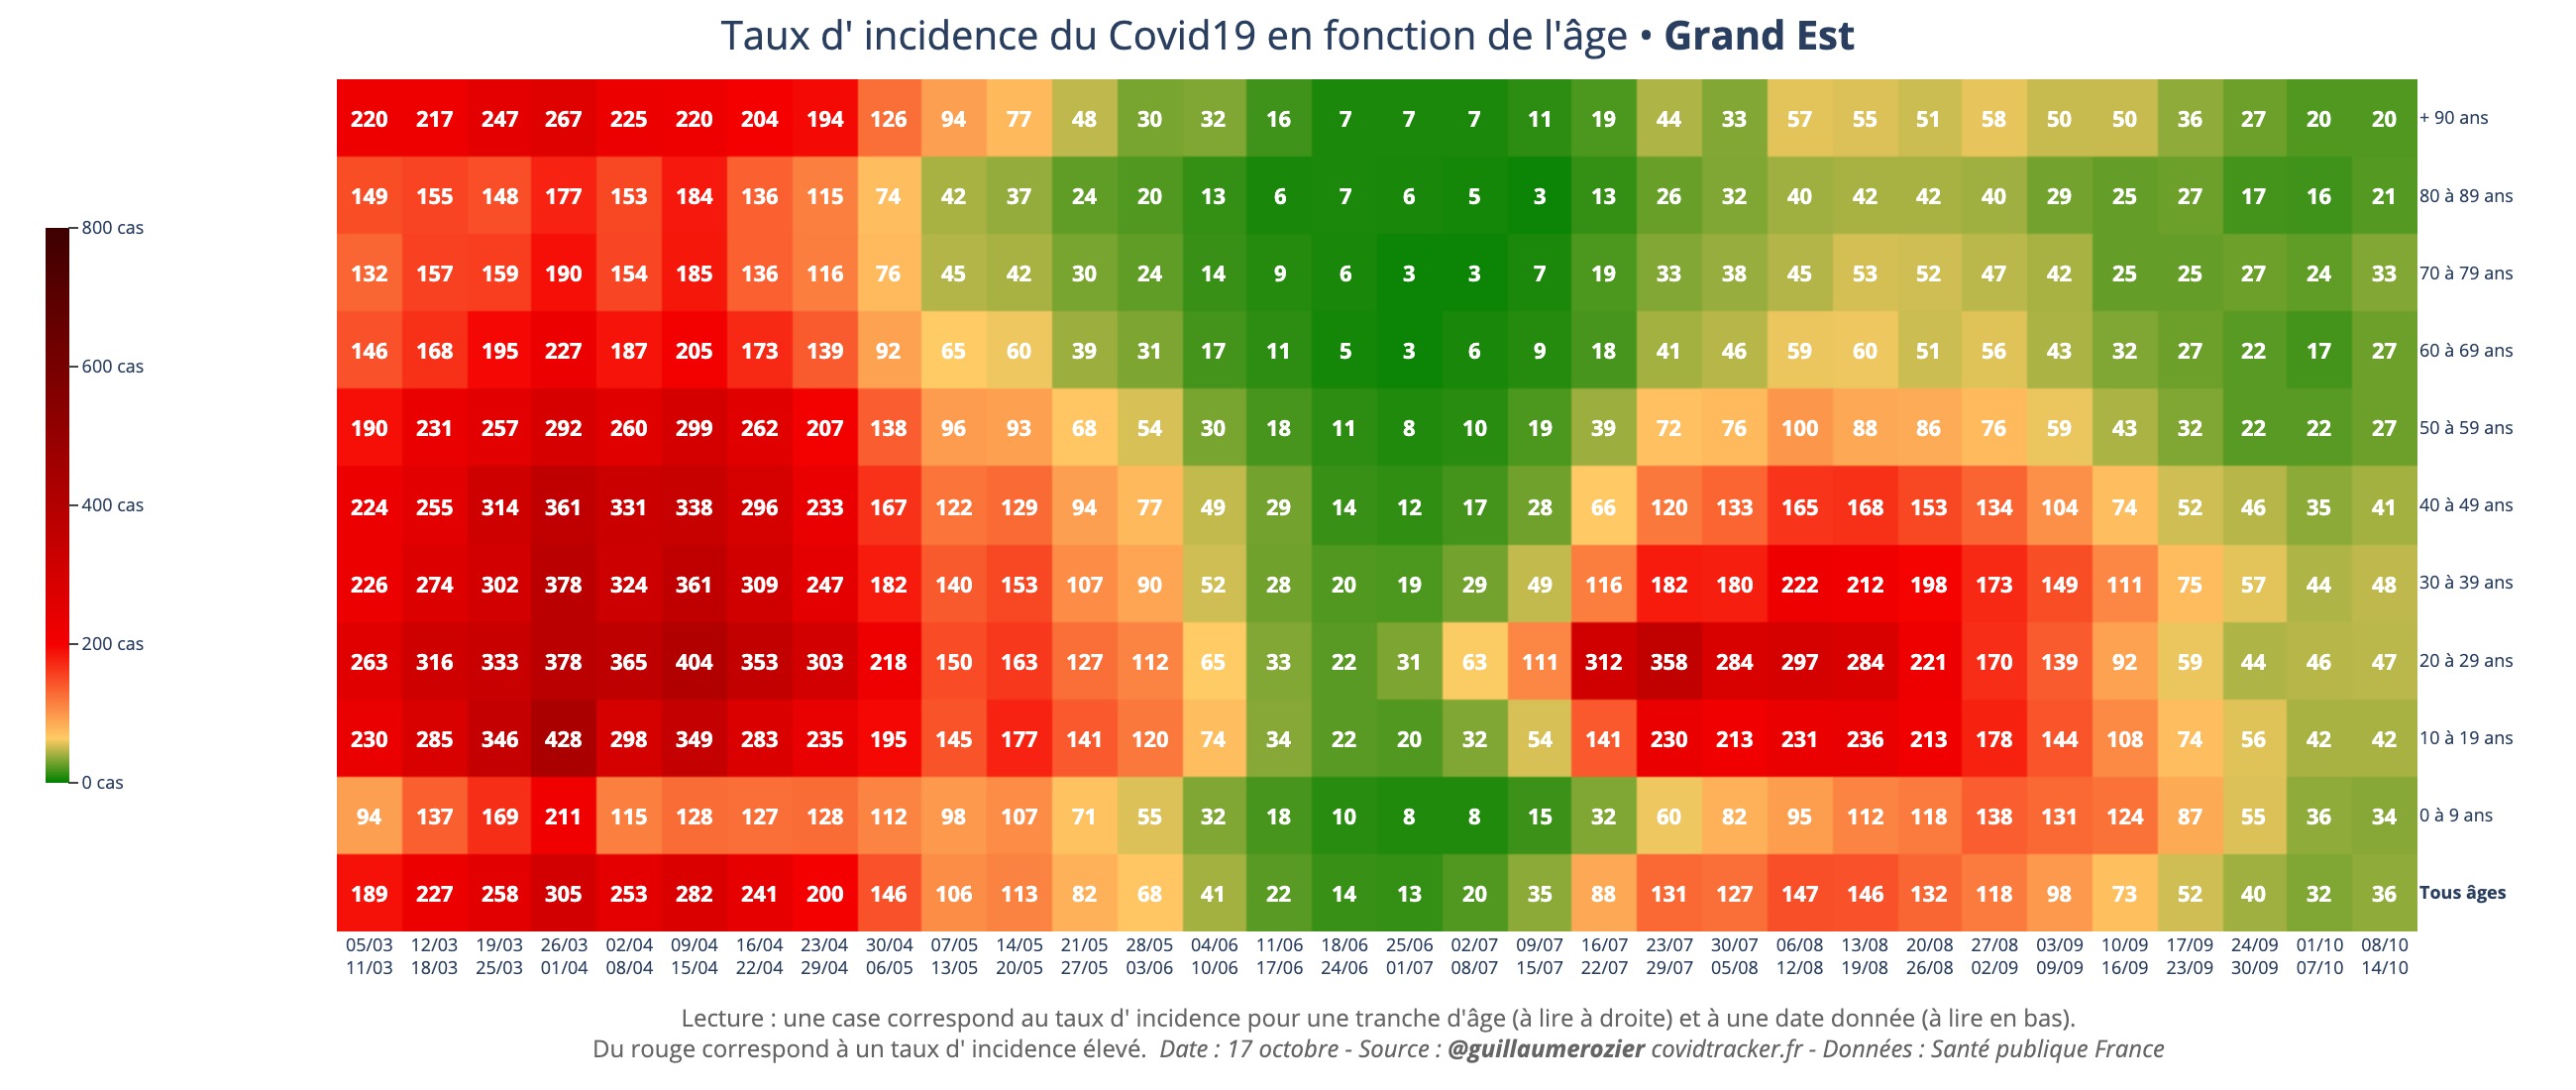 Taux d' incidence du Covid19 en fonction de l'âge • Grand Est
800 cas
600 cas
400 cas
200 cas
0 cas
220 217 247 267 225 220 204 194 126 94 77 48 30 32 16 7 7 7 11 19 44 33 57 55 51 58 50 50 36 27 20 20 + 90 ans
149 155 148 177 153 184 136 115 74 42 37 24 20 13 6 7 6 5 3 13 26 32 40 42 42 40 29 25 27 17 16 21 80 à 89 ans
132 157 159 190 154 185 136 116 76 45 42 30 24 14 9 6 3 3 7 19 33 38 45 53 52 47 42 25 25 27 24 33 70 à 79 ans
146 168 195 227 187 205 173 139 92 65 60 39 31 17 11 5 3 6 9 18 41 46 59 60 51 56 43 32 27 22 17 27 60 à 69 ans
190 231 257 292 260 299 262 207 138 96 93 68 54 30 18 11 8 10 19 39 72 76 100 88 86 76 59 43 32 22 22 27 50 à 59 ans
224 255 314 361 331 338 296 233 167 122 129 94 77 49 29 14 12 17 28 66 120 133 165 168 153 134 104 74 52 46 35 41 40 à 49 ans
226 274 302 378 324 361 309 247 182 140 153 107 90 52 28 20 19 29 49 116 182 180 222 212 198 173 149 111 75 57 44 48 30 à 39 ans
263 316 333 378 365 404 353 303 218 150 163 127 112 65 33 22 31 63 111 312 358 284 297 284 221 170 139 92 59 44 46 47 20 à 29 ans
230 285 346 428 298 349 283 235 195 145 177 141 120 74 34 22 20 32 54 141 230 213 231 236 213 178 144 108 74 56 42 42 10 à 19 ans
94 137 169 211 115 128 127 128 112 98 107 71 55 32 18 10 8 8 15 32 60 82 95 112 118 138 131 124 87 55 36 34 0 à 9 ans
189 227 258 305 253 282 241 200 146 106 113 82 68 41 22 14 13 20 35 88 131 127 147 146 132 118 98 73 52 40 32 36 Tous âges
05/03 12/03 19/03 26/03 02/04 09/04 16/04 23/04 30/04 07/05 14/05 21/05 28/05 04/06 11/06 18/06 25/06 02/07 09/07 16/07 23/07 30/07 06/08 13/08 20/08 27/08 03/09 10/09 17/09 24/09 01/10 08/10
11/03 18/03 25/03 01/04 08/04 15/04 22/04 29/04 06/05 13/05 20/05 27/05 03/06 10/06 17/06 24/06 01/07 08/07 15/07 22/07 29/07 05/08 12/08 19/08 26/08 02/09 09/09 16/09 23/09 30/09 07/10 14/10
Lecture : une case correspond au taux d' incidence pour une tranche d'âge (à lire à droite) et à une date donnée (à lire en bas).
Du rouge correspond à un taux d' incidence élevé. Date : 17 octobre - Source : @guillaumerozier covidtracker.fr - Données : Santé publique France